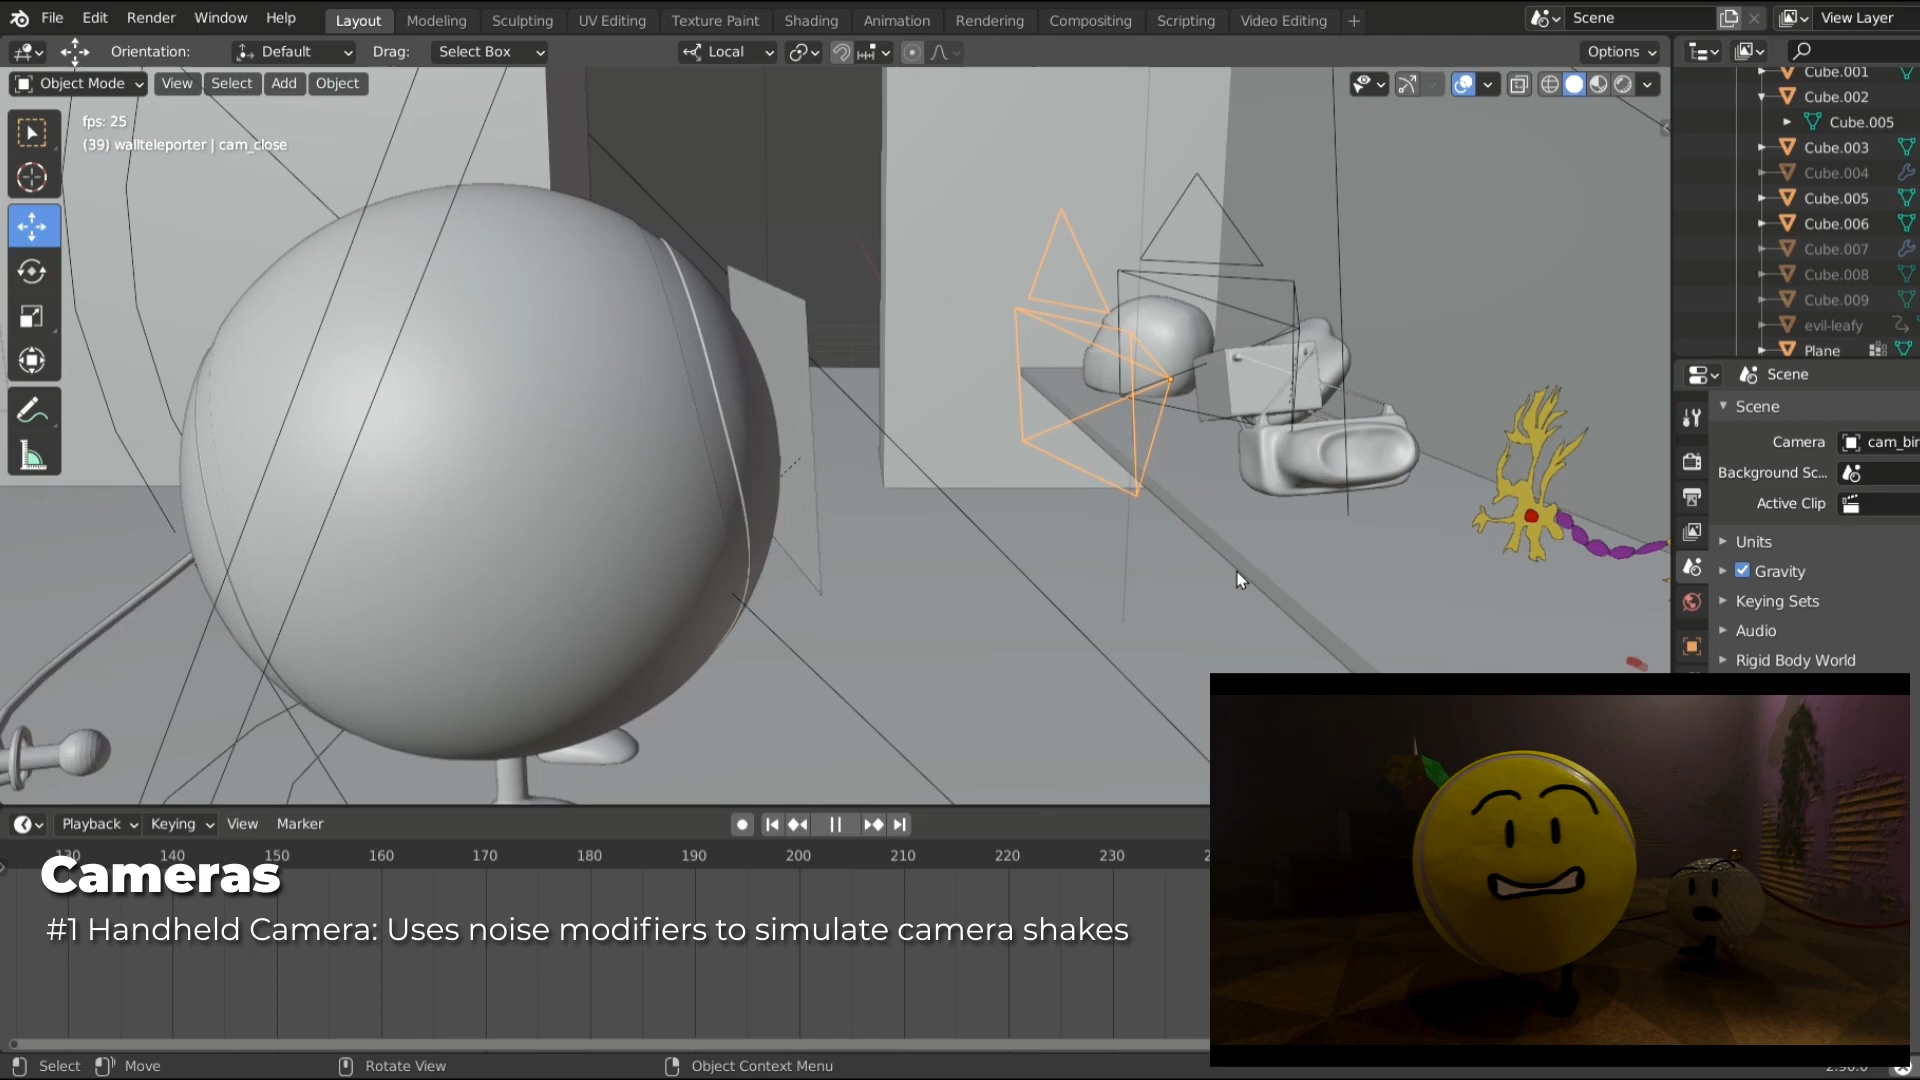 File Edit Render Window Help Layout Modeling Sculpting UV Editing Texture Paint Shading Animation Rendering Compositing Scripting Video Editing + Scene View Layer
Orientation: Default Drag: Select Box Local Options
Object Mode View Select Add Object
fps: 25
(39) wallteleporter | cam_close
Cube.001
Cube.002
Cube.005
Cube.003
Cube.004
Cube.005
Cube.006
Cube.007
Cube.008
Cube.009
evil-leafy
Plane
Scene
Scene
Camera cam_bir
Background Sc...
Active Clip
Units
Gravity
Keying Sets
Audio
Rigid Body World
Playback Keying View Marker
130 140 150 160 170 180 190 200 210 220 230
Cameras
#1 Handheld Camera: Uses noise modifiers to simulate camera shakes
Select Move Rotate View Object Context Menu